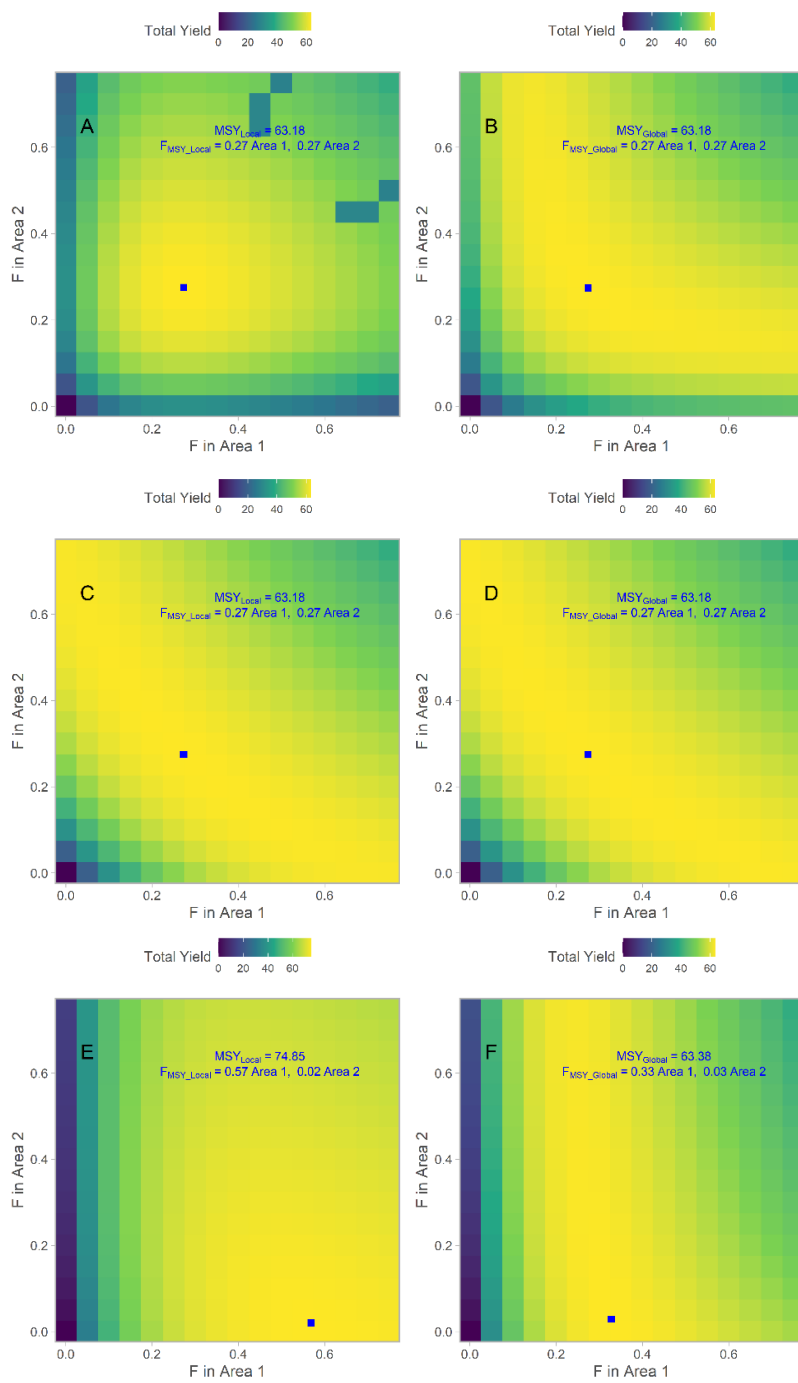 Total Yield
0 20 40 60
A
MSY_Local = 63.18
F_MSY_Local = 0.27 Area 1, 0.27 Area 2
F in Area 2
0.6
0.4
0.2
0.0
0.0 0.2 0.4 0.6
F in Area 1
Total Yield
0 20 40 60
B
MSY_Global = 63.18
F_MSY_Global = 0.27 Area 1, 0.27 Area 2
F in Area 2
0.6
0.4
0.2
0.0
0.0 0.2 0.4 0.6
F in Area 1
Total Yield
0 20 40 60
C
MSY_Local = 63.18
F_MSY_Local = 0.27 Area 1, 0.27 Area 2
F in Area 2
0.6
0.4
0.2
0.0
0.0 0.2 0.4 0.6
F in Area 1
Total Yield
0 20 40 60
D
MSY_Global = 63.18
F_MSY_Global = 0.27 Area 1, 0.27 Area 2
F in Area 2
0.6
0.4
0.2
0.0
0.0 0.2 0.4 0.6
F in Area 1
Total Yield
0 20 40 60
E
MSY_Local = 74.85
F_MSY_Local = 0.57 Area 1, 0.02 Area 2
F in Area 2
0.6
0.4
0.2
0.0
0.0 0.2 0.4 0.6
F in Area 1
Total Yield
0 20 40 60
F
MSY_Global = 63.38
F_MSY_Global = 0.33 Area 1, 0.03 Area 2
F in Area 2
0.6
0.4
0.2
0.0
0.0 0.2 0.4 0.6
F in Area 1